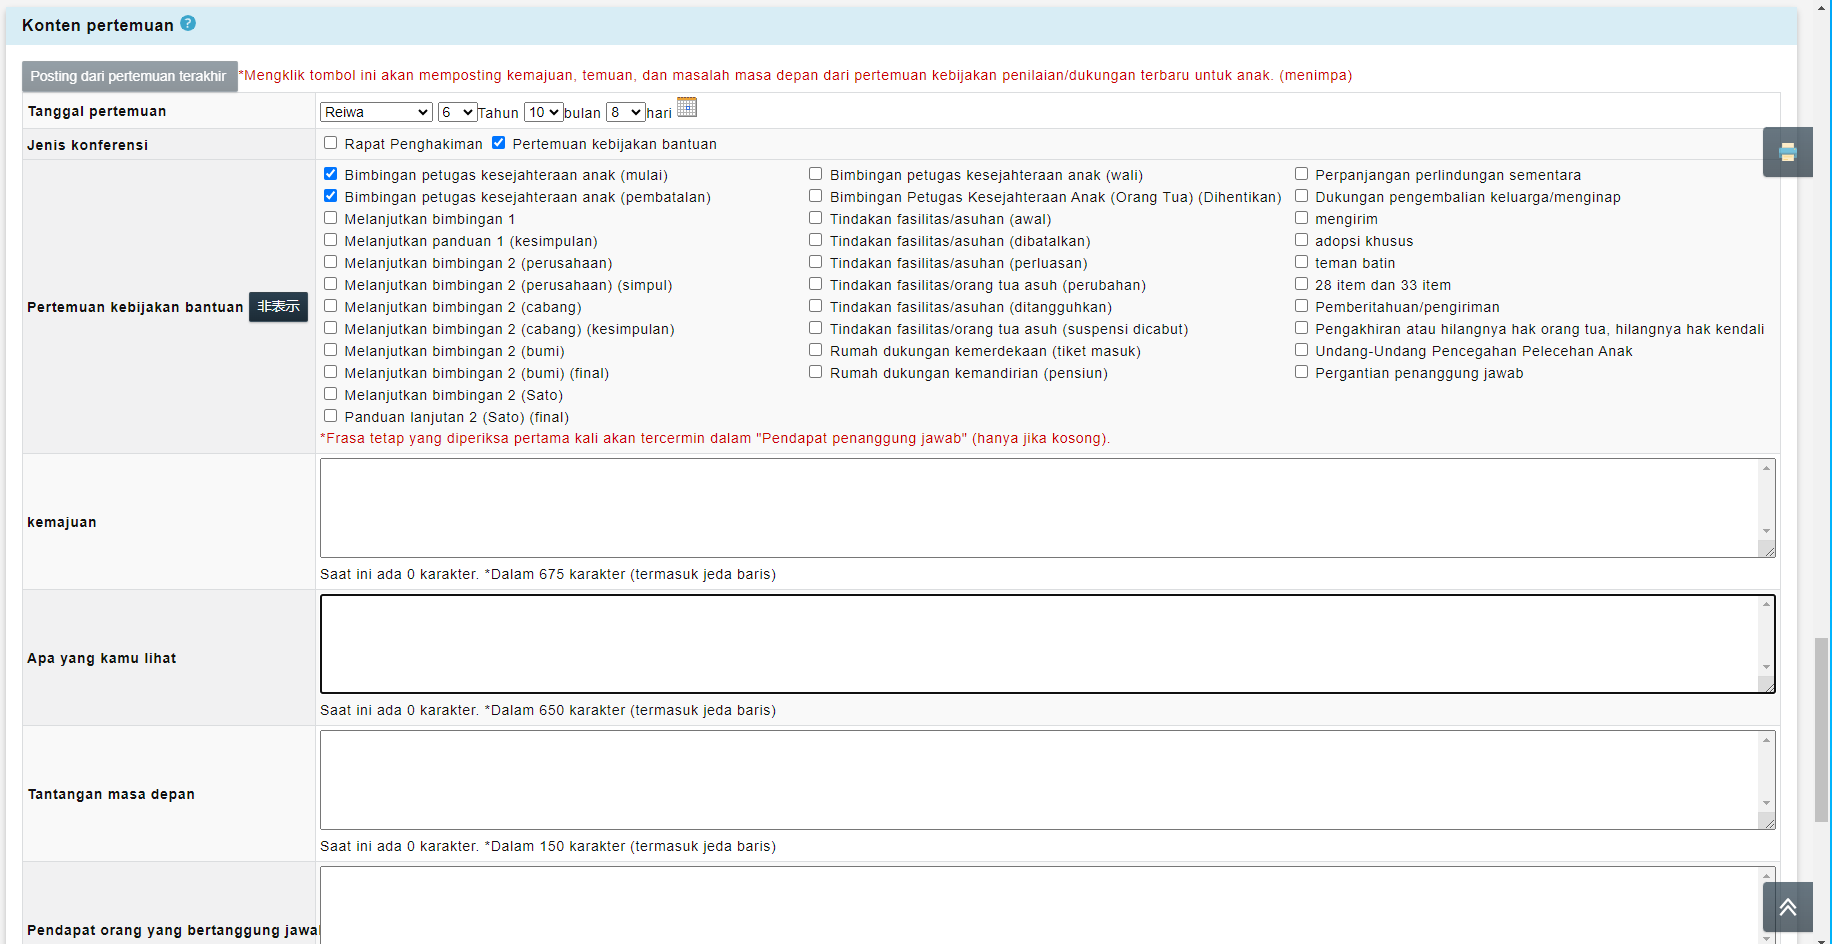 Konten pertemuan ?
Posting dari pertemuan terakhir *Mengklik tombol ini akan memposting kemajuan, temuan, dan masalah masa depan dari pertemuan kebijakan penilaian/dukungan terbaru untuk anak. (menimpa)
Tanggal pertemuan Reiwa 6 Tahun 10 bulan 8 hari
Jenis konferensi Rapat Penghakiman Pertemuan kebijakan bantuan
Pertemuan kebijakan bantuan 非表示
Bimbingan petugas kesejahteraan anak (mulai) Bimbingan petugas kesejahteraan anak (wali) Perpanjangan perlindungan sementara
Bimbingan petugas kesejahteraan anak (pembatalan) Bimbingan Petugas Kesejahteraan Anak (Orang Tua) (Dihentikan) Dukungan pengembalian keluarga/menginap
Melanjutkan bimbingan 1 Tindakan fasilitas/asuhan (awal) mengirim
Melanjutkan panduan 1 (kesimpulan) Tindakan fasilitas/asuhan (dibatalkan) adopsi khusus
Melanjutkan bimbingan 2 (perusahaan) Tindakan fasilitas/asuhan (perluasan) teman batin
Melanjutkan bimbingan 2 (perusahaan) (simpul) Tindakan fasilitas/orang tua asuh (perubahan) 28 item dan 33 item
Melanjutkan bimbingan 2 (cabang) Tindakan fasilitas/asuhan (ditangguhkan) Pemberitahuan/pengiriman
Melanjutkan bimbingan 2 (cabang) (kesimpulan) Tindakan fasilitas/orang tua asuh (suspensi dicabut) Pengakhiran atau hilangnya hak orang tua, hilangnya hak kendali
Melanjutkan bimbingan 2 (bumi) Rumah dukungan kemerdekaan (tiket masuk) Undang-Undang Pencegahan Pelecehan Anak
Melanjutkan bimbingan 2 (bumi) (final) Rumah dukungan kemandirian (pensiun) Pergantian penanggung jawab
Melanjutkan bimbingan 2 (Sato)
Panduan lanjutan 2 (Sato) (final)
*Frasa tetap yang diperiksa pertama kali akan tercermin dalam "Pendapat penanggung jawab" (hanya jika kosong).
kemajuan
Saat ini ada 0 karakter. *Dalam 675 karakter (termasuk jeda baris)
Apa yang kamu lihat
Saat ini ada 0 karakter. *Dalam 650 karakter (termasuk jeda baris)
Tantangan masa depan
Saat ini ada 0 karakter. *Dalam 150 karakter (termasuk jeda baris)
Pendapat orang yang bertanggung jawa